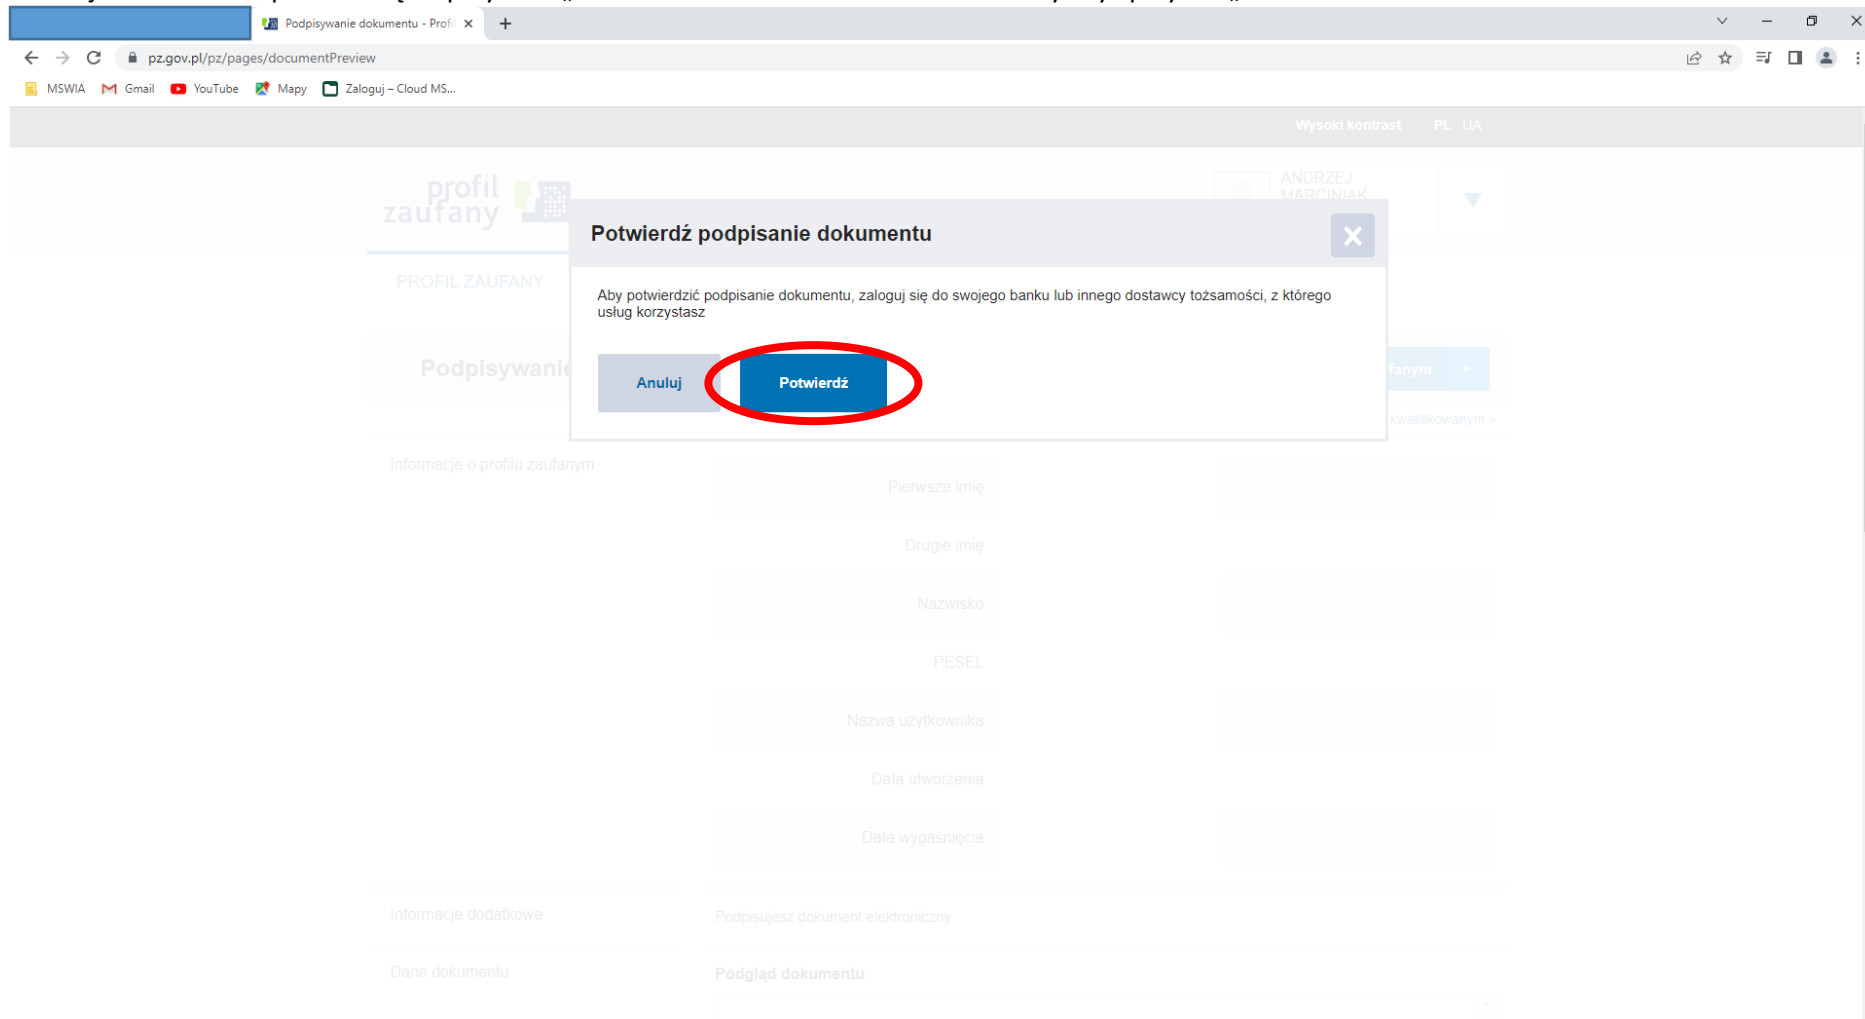 Podpisywanie dokumentu - Profi
pz.gov.pl/pz/pages/documentPreview
MSWIA Gmail YouTube Mapy Zaloguj – Cloud MS...
Wysoki kontrast PL UA
profil
zaufany
ANDRZEJ
MARCINIAK
Potwierdź podpisanie dokumentu
PROFIL ZAUFANY
Aby potwierdzić podpisanie dokumentu, zaloguj się do swojego banku lub innego dostawcy tożsamości, z którego
usług korzystasz
Podpisywanie
Anuluj
Potwierdź
fanym
kwalifikowanym »
Informacje o profilu zaufanym
Pierwsze imię
Drugie imię
Nazwisko
PESEL
Nazwa użytkownika
Data utworzenia
Data wygaśnięcia
Informacje dodatkowe
Podpisujesz dokument elektroniczny
Dane dokumentu
Podgląd dokumentu